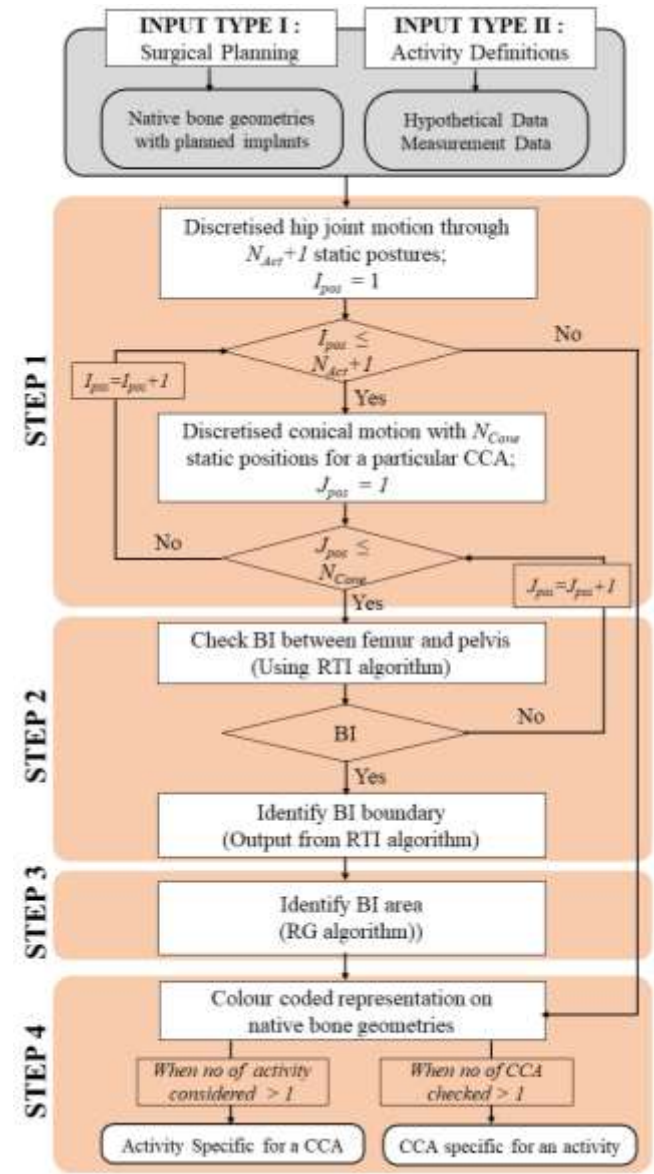 INPUT TYPE I :
Surgical Planning
INPUT TYPE II :
Activity Definitions
Native bone geometries
with planned implants
Hypothetical Data
Measurement Data
STEP 1
Discretised hip joint motion through
N_Act+1 static postures;
I_pos = 1
I_pos ≤
N_Act+1
No
I_pos=I_pos+1
Yes
Discretised conical motion with N_Cone
static positions for a particular CCA;
J_pos = 1
No
J_pos ≤
N_Cone
J_pos=J_pos+1
Yes
STEP 2
Check BI between femur and pelvis
(Using RTI algorithm)
BI
No
Yes
Identify BI boundary
(Output from RTI algorithm)
STEP 3
Identify BI area
(RG algorithm))
STEP 4
Colour coded representation on
native bone geometries
When no of activity
considered > 1
When no of CCA
checked > 1
Activity Specific for a CCA
CCA specific for an activity